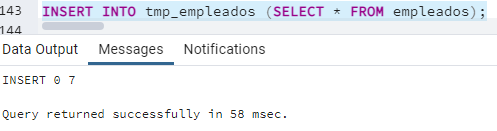 143 INSERT INTO tmp_empleados (SELECT * FROM empleados);
144
Data Output Messages Notifications
INSERT 0 7
Query returned successfully in 58 msec.